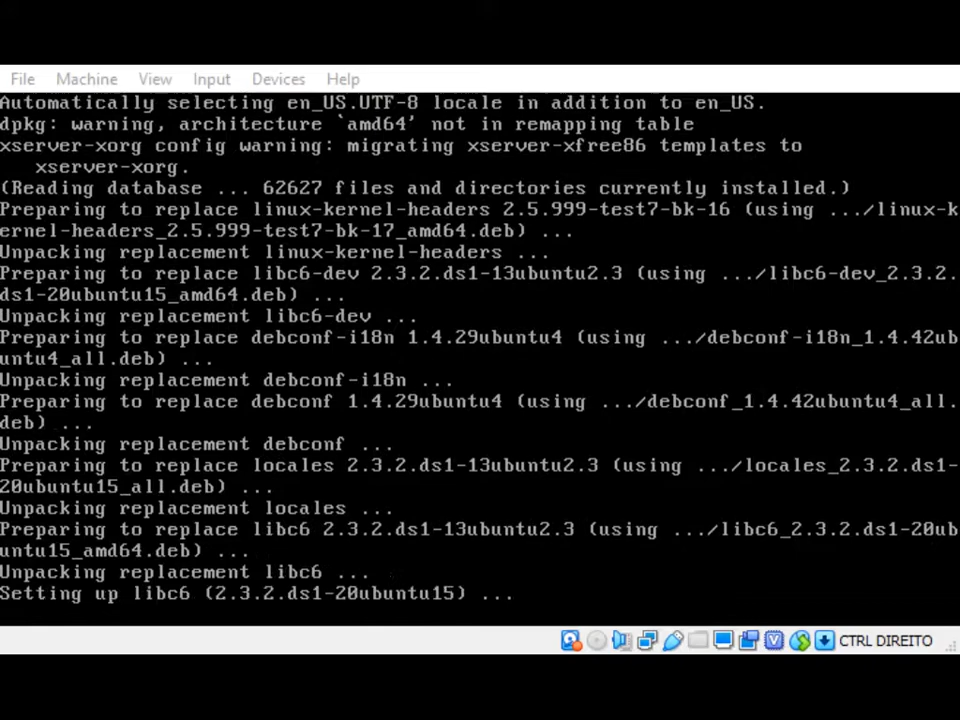 File Machine View Input Devices Help
Automatically selecting en_US.UTF-8 locale in addition to en_US.
dpkg: warning, architecture `amd64' not in remapping table
xserver-xorg config warning: migrating xserver-xfree86 templates to
xserver-xorg.
(Reading database ... 62627 files and directories currently installed.)
Preparing to replace linux-kernel-headers 2.5.999-test7-bk-16 (using .../linux-k
ernel-headers_2.5.999-test7-bk-17_amd64.deb) ...
Unpacking replacement linux-kernel-headers ...
Preparing to replace libc6-dev 2.3.2.ds1-13ubuntu2.3 (using .../libc6-dev_2.3.2.
ds1-20ubuntu15_amd64.deb) ...
Unpacking replacement libc6-dev ...
Preparing to replace debconf-i18n 1.4.29ubuntu4 (using .../debconf-i18n_1.4.42ub
untu4_all.deb) ...
Unpacking replacement debconf-i18n ...
Preparing to replace debconf 1.4.29ubuntu4 (using .../debconf_1.4.42ubuntu4_all.
deb) ...
Unpacking replacement debconf ...
Preparing to replace locales 2.3.2.ds1-13ubuntu2.3 (using .../locales_2.3.2.ds1-
20ubuntu15_all.deb) ...
Unpacking replacement locales ...
Preparing to replace libc6 2.3.2.ds1-13ubuntu2.3 (using .../libc6_2.3.2.ds1-20ub
untu15_amd64.deb) ...
Unpacking replacement libc6 ...
Setting up libc6 (2.3.2.ds1-20ubuntu15) ...
CTRL DIREITO